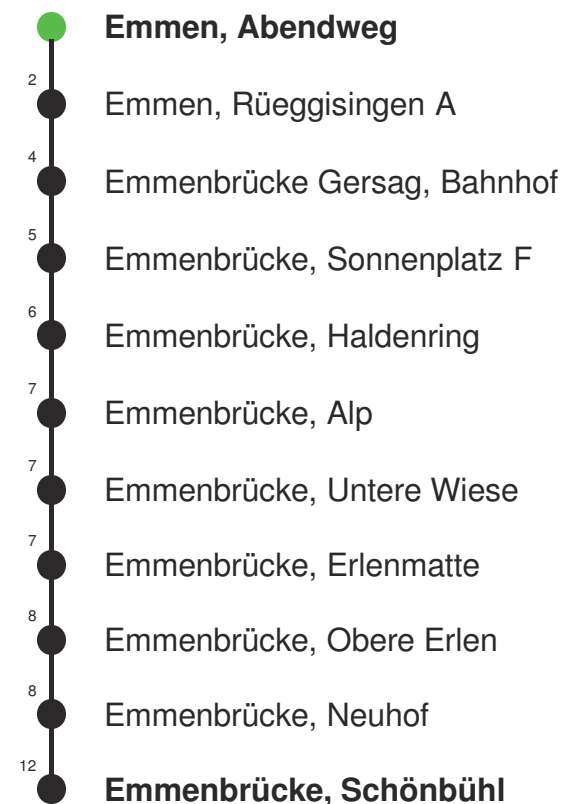 Emmen, Abendweg
2 Emmen, Rüeggisingen A
4 Emmenbrücke Gersag, Bahnhof
5 Emmenbrücke, Sonnenplatz F
6 Emmenbrücke, Haldenring
7 Emmenbrücke, Alp
7 Emmenbrücke, Untere Wiese
7 Emmenbrücke, Erlenmatte
8 Emmenbrücke, Obere Erlen
8 Emmenbrücke, Neuhof
12 Emmenbrücke, Schönbühl